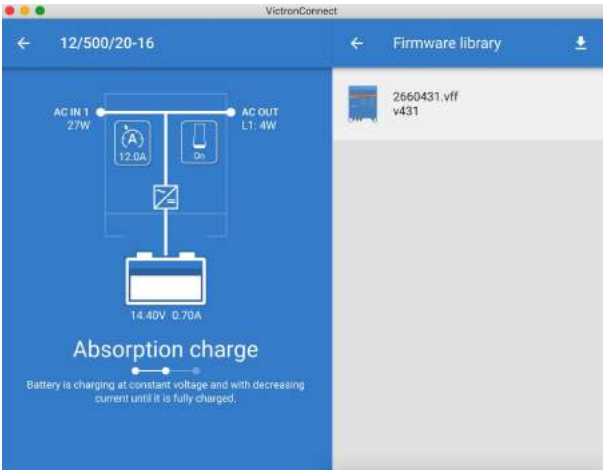 VictronConnect
12/500/20-16
Firmware library
AC IN 1
27W
AC OUT
L1: 4W
(A)
12.0A
On
14.40V 0.70A
Absorption charge
Battery is charging at constant voltage and with decreasing
current until it is fully charged.
2660431.vff
v431